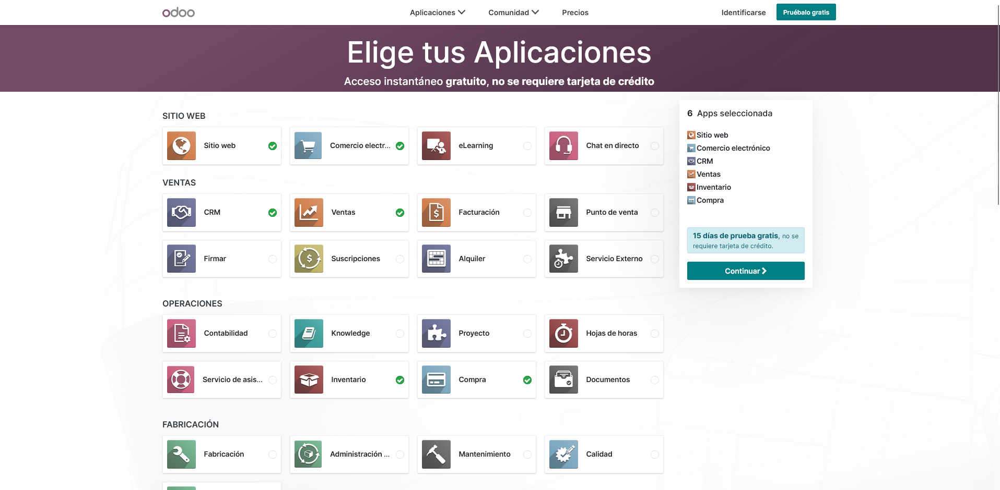 odoo
Aplicaciones
Comunidad
Precios
Identificarse
Pruébalo gratis
Elige tus Aplicaciones
Acceso instantáneo gratuito, no se requiere tarjeta de crédito
SITIO WEB
Sitio web
Comercio electr...
eLearning
Chat en directo
VENTAS
CRM
Ventas
Facturación
Punto de venta
Firmar
Suscripciones
Alquiler
Servicio Externo
OPERACIONES
Contabilidad
Knowledge
Proyecto
Hojas de horas
Servicio de asis...
Inventario
Compra
Documentos
FABRICACIÓN
Fabricación
Administración ...
Mantenimiento
Calidad
6 Apps seleccionada
Sitio web
Comercio electrónico
CRM
Ventas
Inventario
Compra
15 días de prueba gratis, no se
requiere tarjeta de crédito.
Continuar